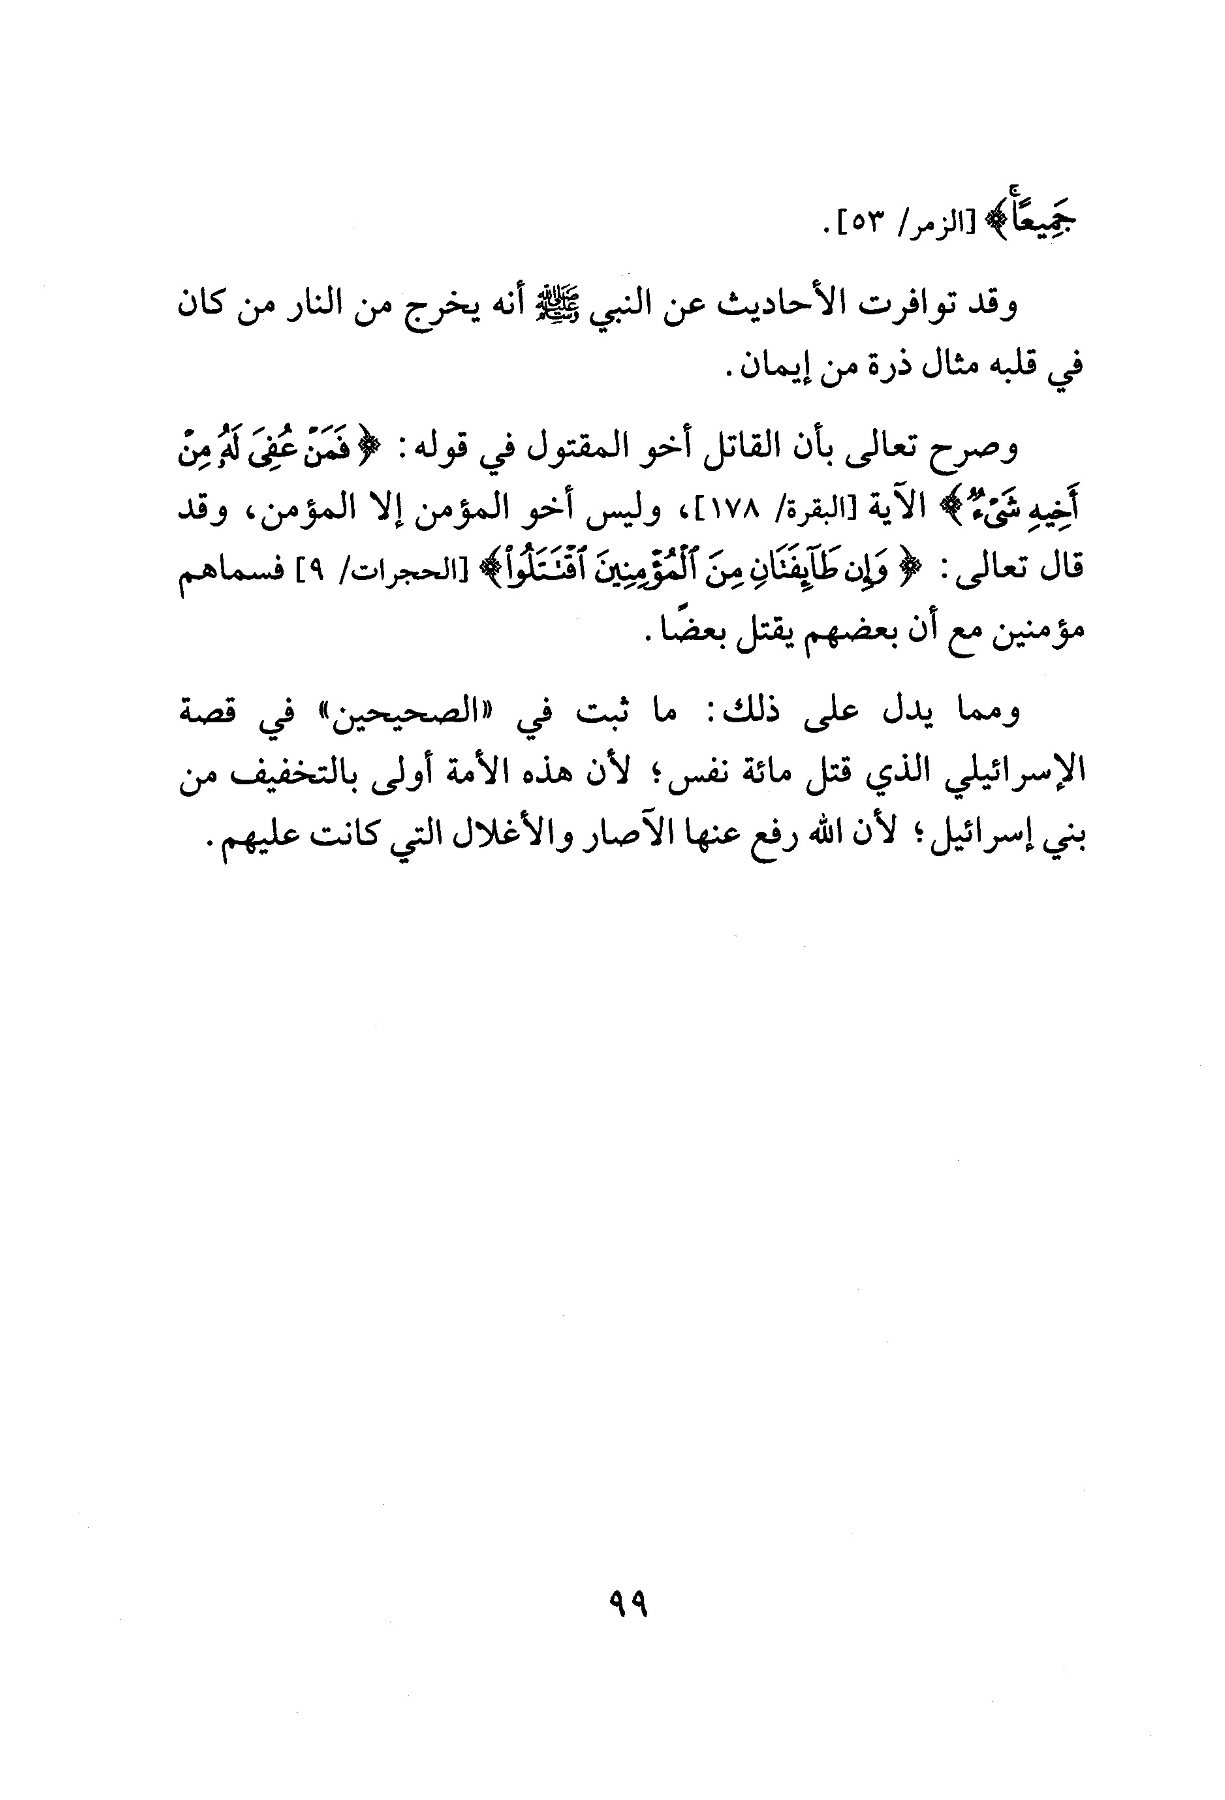 جَمِيعًاۚ﴾ [الزمر/ ٥٣].
وقد توافرت الأحاديث عن النبي ﷺ أنه يخرج من النار من كان
في قلبه مثال ذرة من إيمان.
وصرح تعالى بأن القاتل أخو المقتول في قوله: ﴿فَمَنۡ عُفِيَ لَهُۥ مِنۡ
أَخِيهِ شَيۡءٌ﴾ الآية [البقرة/ ١٧٨]، وليس أخو المؤمن إلا المؤمن، وقد
قال تعالى: ﴿وَإِن طَآئِفَتَانِ مِنَ ٱلۡمُؤۡمِنِينَ ٱقۡتَتَلُواْ﴾ [الحجرات/ ٩] فسماهم
مؤمنين مع أن بعضهم يقتل بعضًا.
ومما يدل على ذلك: ما ثبت في «الصحيحين» في قصة
الإسرائيلي الذي قتل مائة نفس؛ لأن هذه الأمة أولى بالتخفيف من
بني إسرائيل؛ لأن الله رفع عنها الآصار والأغلال التي كانت عليهم.
٩٩